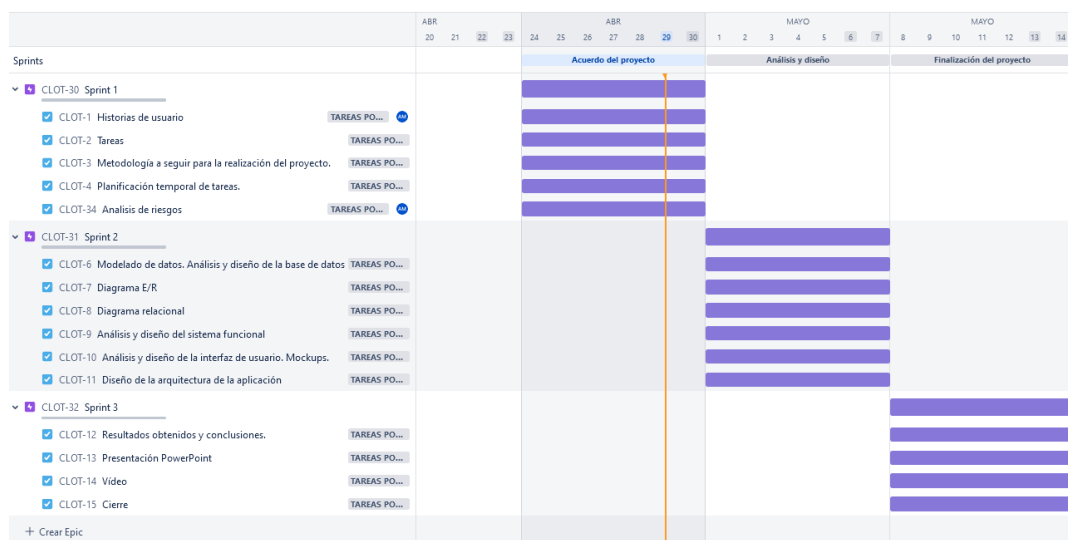 ABR ABR MAYO MAYO
20 21 22 23 24 25 26 27 28 29 30 1 2 3 4 5 6 7 8 9 10 11 12 13 14
Sprints Acuerdo del proyecto Análisis y diseño Finalización del proyecto
CLOT-30 Sprint 1
CLOT-1 Historias de usuario TAREAS PO... AM
CLOT-2 Tareas TAREAS PO...
CLOT-3 Metodología a seguir para la realización del proyecto. TAREAS PO...
CLOT-4 Planificación temporal de tareas. TAREAS PO...
CLOT-34 Analisis de riesgos TAREAS PO... AM
CLOT-31 Sprint 2
CLOT-6 Modelado de datos. Análisis y diseño de la base de datos TAREAS PO...
CLOT-7 Diagrama E/R TAREAS PO...
CLOT-8 Diagrama relacional TAREAS PO...
CLOT-9 Análisis y diseño del sistema funcional TAREAS PO...
CLOT-10 Análisis y diseño de la interfaz de usuario. Mockups. TAREAS PO...
CLOT-11 Diseño de la arquitectura de la aplicación TAREAS PO...
CLOT-32 Sprint 3
CLOT-12 Resultados obtenidos y conclusiones. TAREAS PO...
CLOT-13 Presentación PowerPoint TAREAS PO...
CLOT-14 Vídeo TAREAS PO...
CLOT-15 Cierre TAREAS PO...
+ Crear Epic